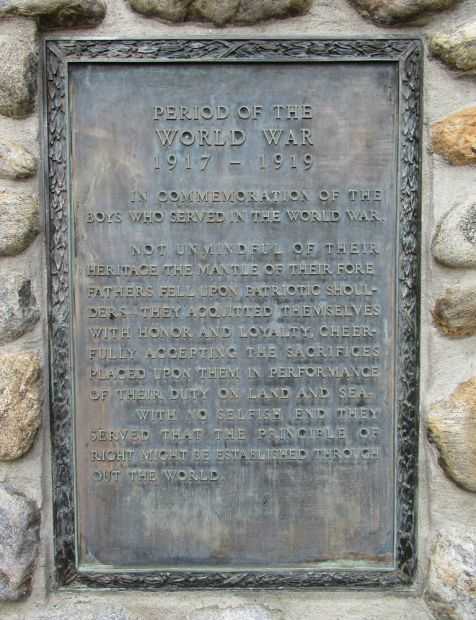 PERIOD OF THE
WORLD WAR
1917 – 1919
IN COMMEMORATION OF THE
BOYS WHO SERVED IN THE WORLD WAR.
NOT UNMINDFUL OF THEIR
HERITAGE THE MANTLE OF THEIR FORE-
FATHERS FELL UPON PATRIOTIC SHOUL-
DERS. THEY ACQUITTED THEMSELVES
WITH HONOR AND LOYALTY, CHEER-
FULLY ACCEPTING THE SACRIFICES
PLACED UPON THEM IN PERFORMANCE
OF THEIR DUTY ON LAND AND SEA.
WITH NO SELFISH END THEY
SERVED THAT THE PRINCIPLE OF
RIGHT MIGHT BE ESTABLISHED THROUGH
OUT THE WORLD.